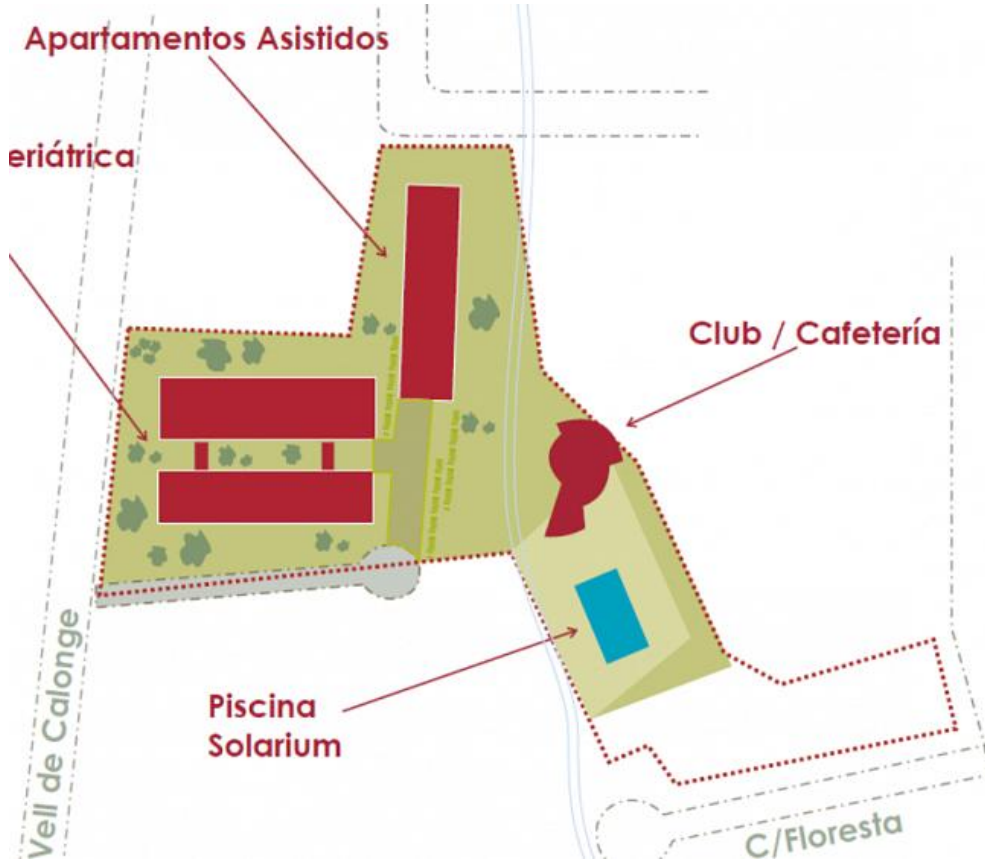 Apartamentos Asistidos
eriátrica
Club / Cafetería
Piscina
Solarium
Vell de Calonge
C/Floresta